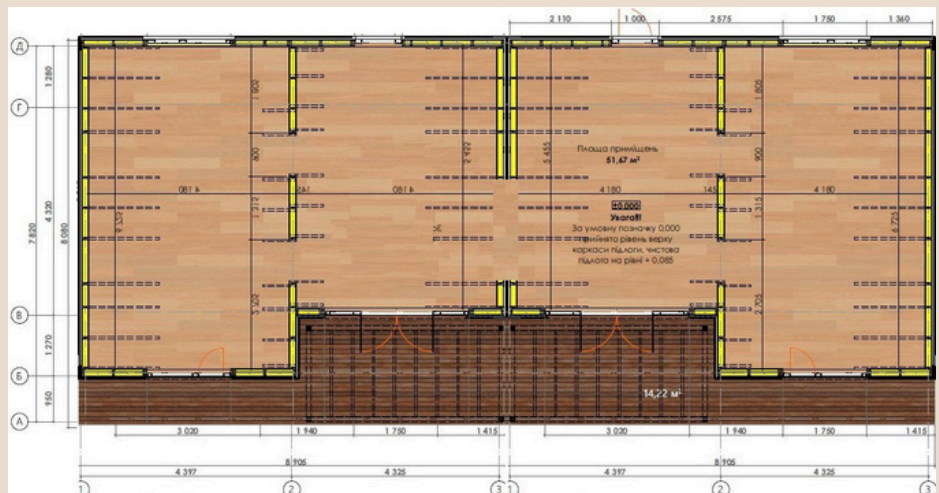 2 110 1 000 2 575 1 750 1 360
Д
Г
В
Б
А
1 280
4 320
1 270
950
7 820
8 080
1 902
600
1 212
4 180
4 180
2 422
5 455
Площа приміщень
51,67 м²
4 180 145 4 180
±0.000
Увага!!!
За умовну позначку 0,000
прийнято рівень верху
каркаси підлоги, чистова
підлога на рівні + 0,085
1 805
900
1 315
2 705
6 725
14,22 м²
3 020 1 940 1 750 1 415 3 020 1 940 1 750 1 415
8 905 8 905
4 397 4 325 4 397 4 325
1 2 3 1 2 3